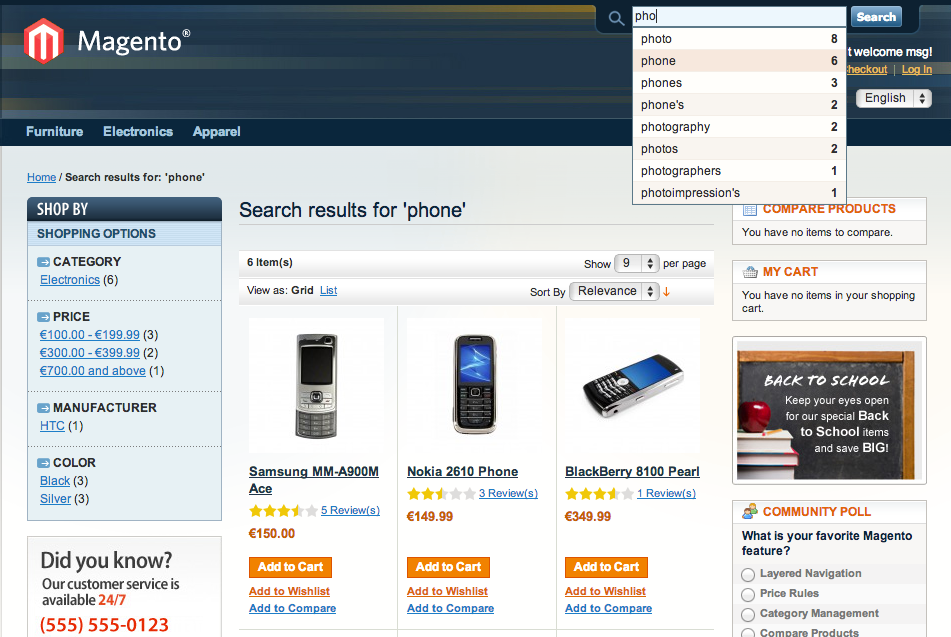 pho
Search
Magento®
photo 8
phone 6
phones 3
phone's 2
photography 2
photos 2
photographers 1
photoimpression's 1
t welcome msg!
Checkout | Log In
English
Furniture Electronics Apparel
Home / Search results for: 'phone'
SHOP BY
SHOPPING OPTIONS
CATEGORY
Electronics (6)
PRICE
€100.00 - €199.99 (3)
€300.00 - €399.99 (2)
€700.00 and above (1)
MANUFACTURER
HTC (1)
COLOR
Black (3)
Silver (3)
Did you know?
Our customer service is
available 24/7
(555) 555-0123
Search results for 'phone'
6 Item(s)
Show 9 per page
View as: Grid List
Sort By Relevance
Samsung MM-A900M
Ace
5 Review(s)
€150.00
Add to Cart
Add to Wishlist
Add to Compare
Nokia 2610 Phone
3 Review(s)
€149.99
Add to Cart
Add to Wishlist
Add to Compare
BlackBerry 8100 Pearl
1 Review(s)
€349.99
Add to Cart
Add to Wishlist
Add to Compare
COMPARE PRODUCTS
You have no items to compare.
MY CART
You have no items in your shopping
cart.
BACK TO SCHOOL
Keep your eyes open
for our special Back
to School items
and save BIG!
COMMUNITY POLL
What is your favorite Magento
feature?
Layered Navigation
Price Rules
Category Management
Compare Products